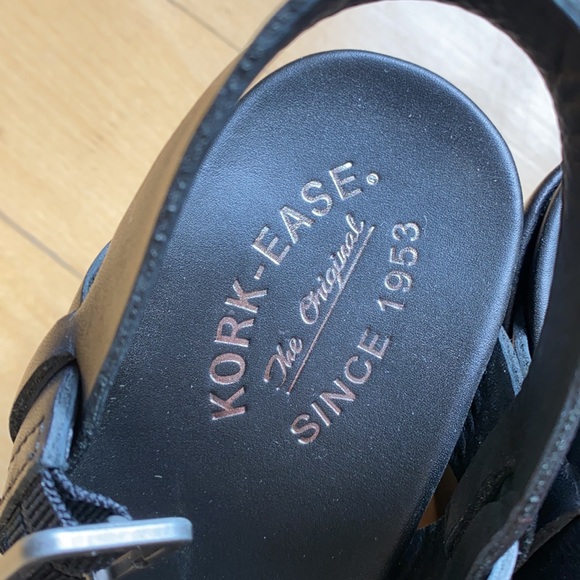 KORK-EASE.®
The Original
SINCE 1953